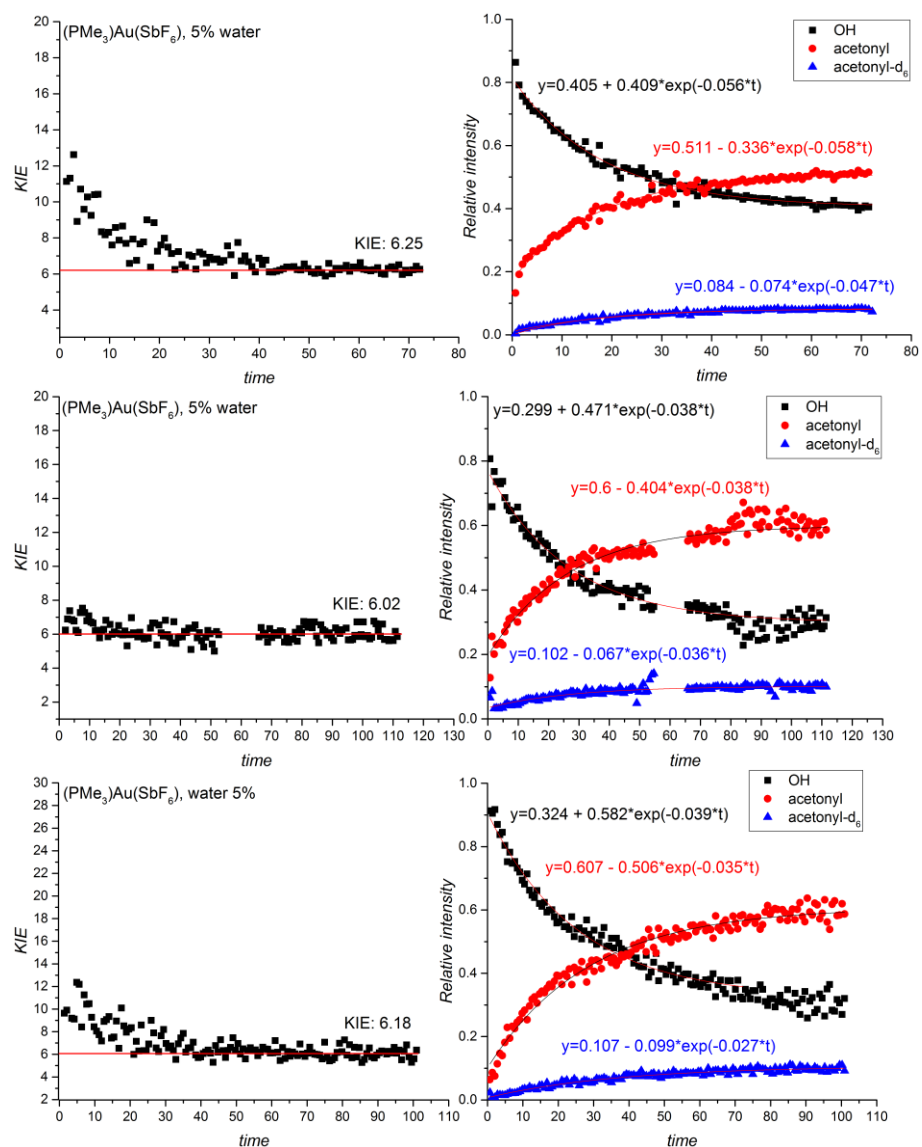 (PMe₃)Au(SbF₆), 5% water
KIE: 6.25
KIE
20
18
16
14
12
10
8
6
4
0 10 20 30 40 50 60 70 80
time
OH
acetonyl
acetonyl-d₆
y=0.405 + 0.409*exp(-0.056*t)
y=0.511 - 0.336*exp(-0.058*t)
y=0.084 - 0.074*exp(-0.047*t)
Relative intensity
1.0
0.8
0.6
0.4
0.2
0.0
0 10 20 30 40 50 60 70 80
time
(PMe₃)Au(SbF₆), 5% water
KIE: 6.02
KIE
20
18
16
14
12
10
8
6
4
2
0
0 10 20 30 40 50 60 70 80 90 100 110 120 130
time
OH
acetonyl
acetonyl-d₆
y=0.299 + 0.471*exp(-0.038*t)
y=0.6 - 0.404*exp(-0.038*t)
y=0.102 - 0.067*exp(-0.036*t)
Relative intensity
1.0
0.8
0.6
0.4
0.2
0.0
0 10 20 30 40 50 60 70 80 90 100 110 120 130
time
(PMe₃)Au(SbF₆), water 5%
KIE: 6.18
KIE
30
28
26
24
22
20
18
16
14
12
10
8
6
4
2
0 10 20 30 40 50 60 70 80 90 100 110
time
OH
acetonyl
acetonyl-d₆
y=0.324 + 0.582*exp(-0.039*t)
y=0.607 - 0.506*exp(-0.035*t)
y=0.107 - 0.099*exp(-0.027*t)
Relative intensity
1.0
0.8
0.6
0.4
0.2
0.0
0 10 20 30 40 50 60 70 80 90 100 110
time